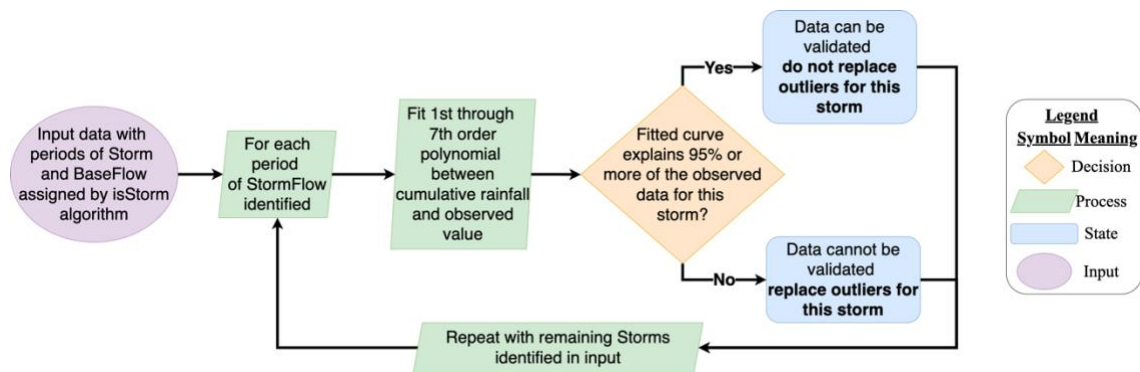 Input data with
periods of Storm
and BaseFlow
assigned by isStorm
algorithm
For each
period
of StormFlow
identified
Fit 1st through
7th order
polynomial
between
cumulative rainfall
and observed
value
Fitted curve
explains 95% or
more of the observed
data for this
storm?
Yes
Data can be
validated
do not replace
outliers for this
storm
No
Data cannot be
validated
replace outliers for
this storm
Repeat with remaining Storms
identified in input
Legend
Symbol Meaning
Decision
Process
State
Input